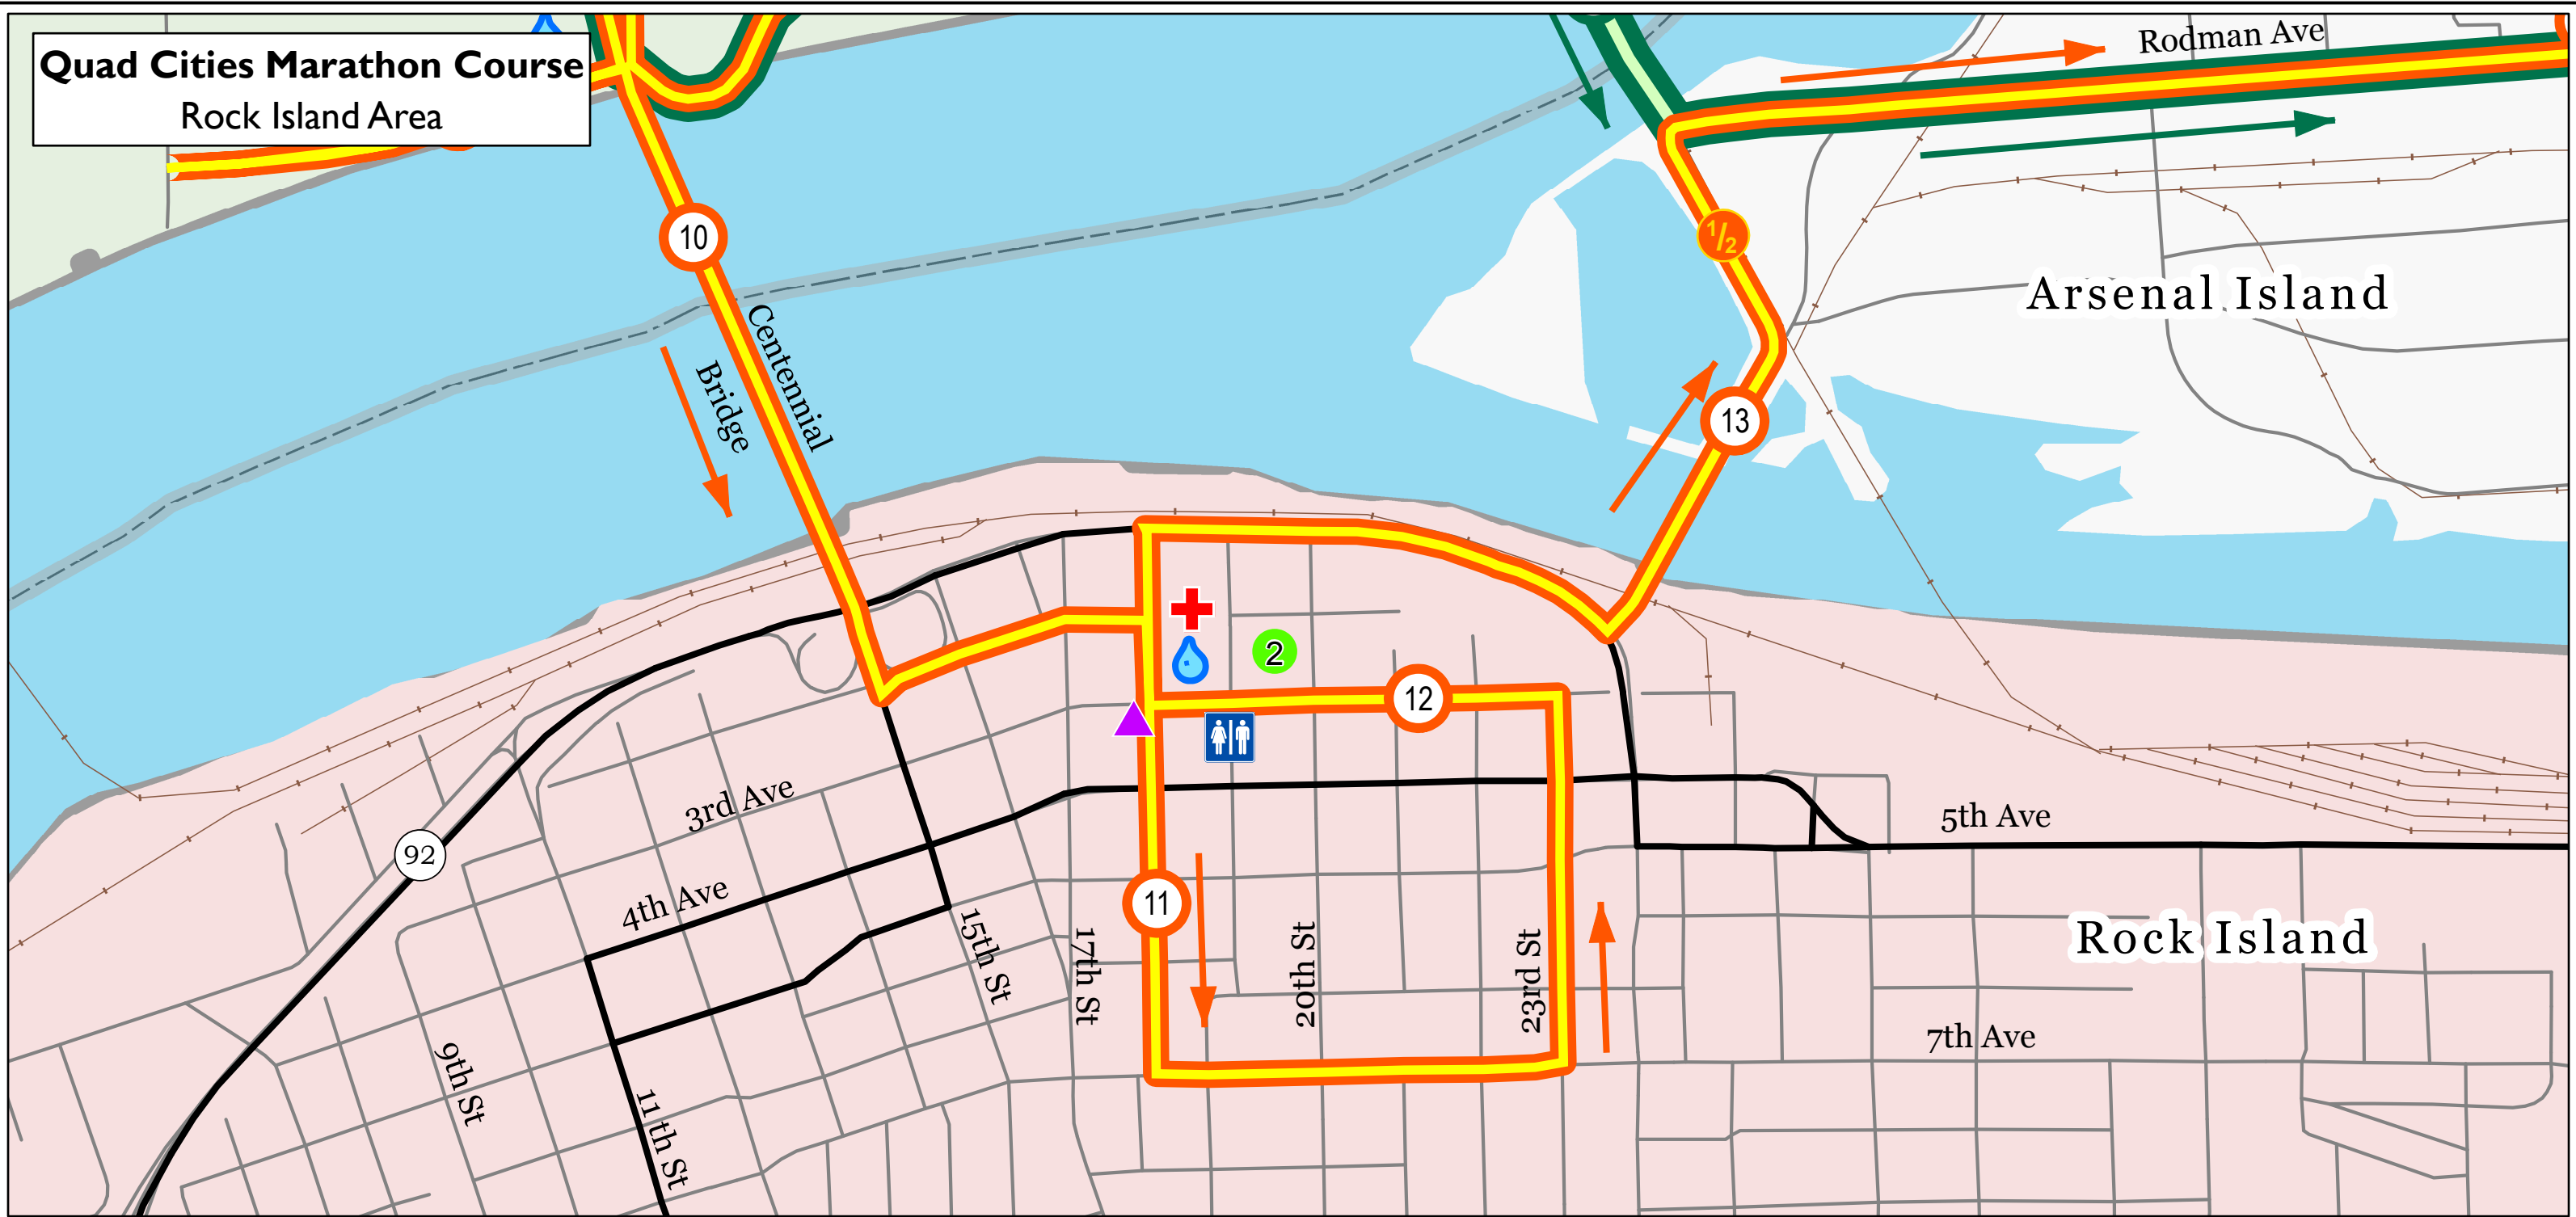 Quad Cities Marathon Course
Rock Island Area
Rodman Ave
10
1/2
Arsenal Island
Centennial
Bridge
13
2
12
3rd Ave
5th Ave
92
4th Ave
11
15th St
17th St
20th St
23rd St
Rock Island
7th Ave
9th St
11th St